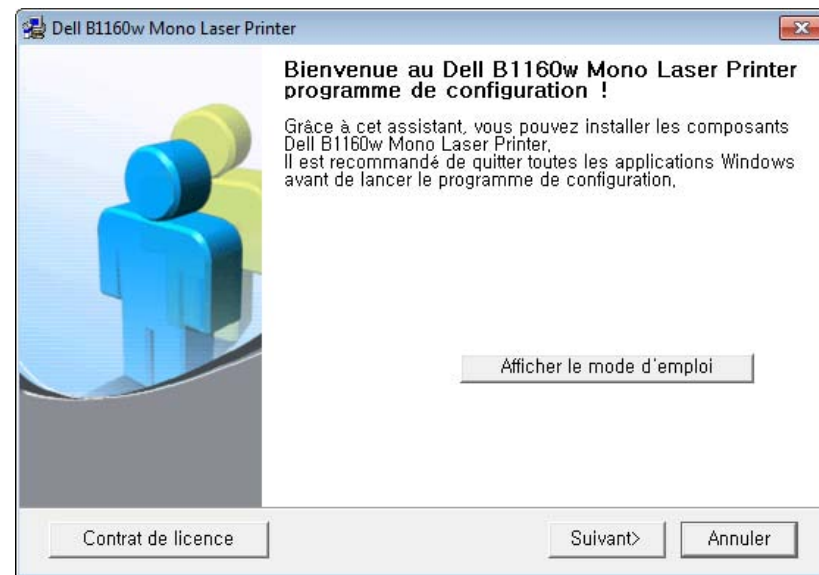 Dell B1160w Mono Laser Printer
Bienvenue au Dell B1160w Mono Laser Printer
programme de configuration !
Grâce à cet assistant, vous pouvez installer les composants
Dell B1160w Mono Laser Printer,
Il est recommandé de quitter toutes les applications Windows
avant de lancer le programme de configuration,
Afficher le mode d'emploi
Contrat de licence
Suivant>
Annuler